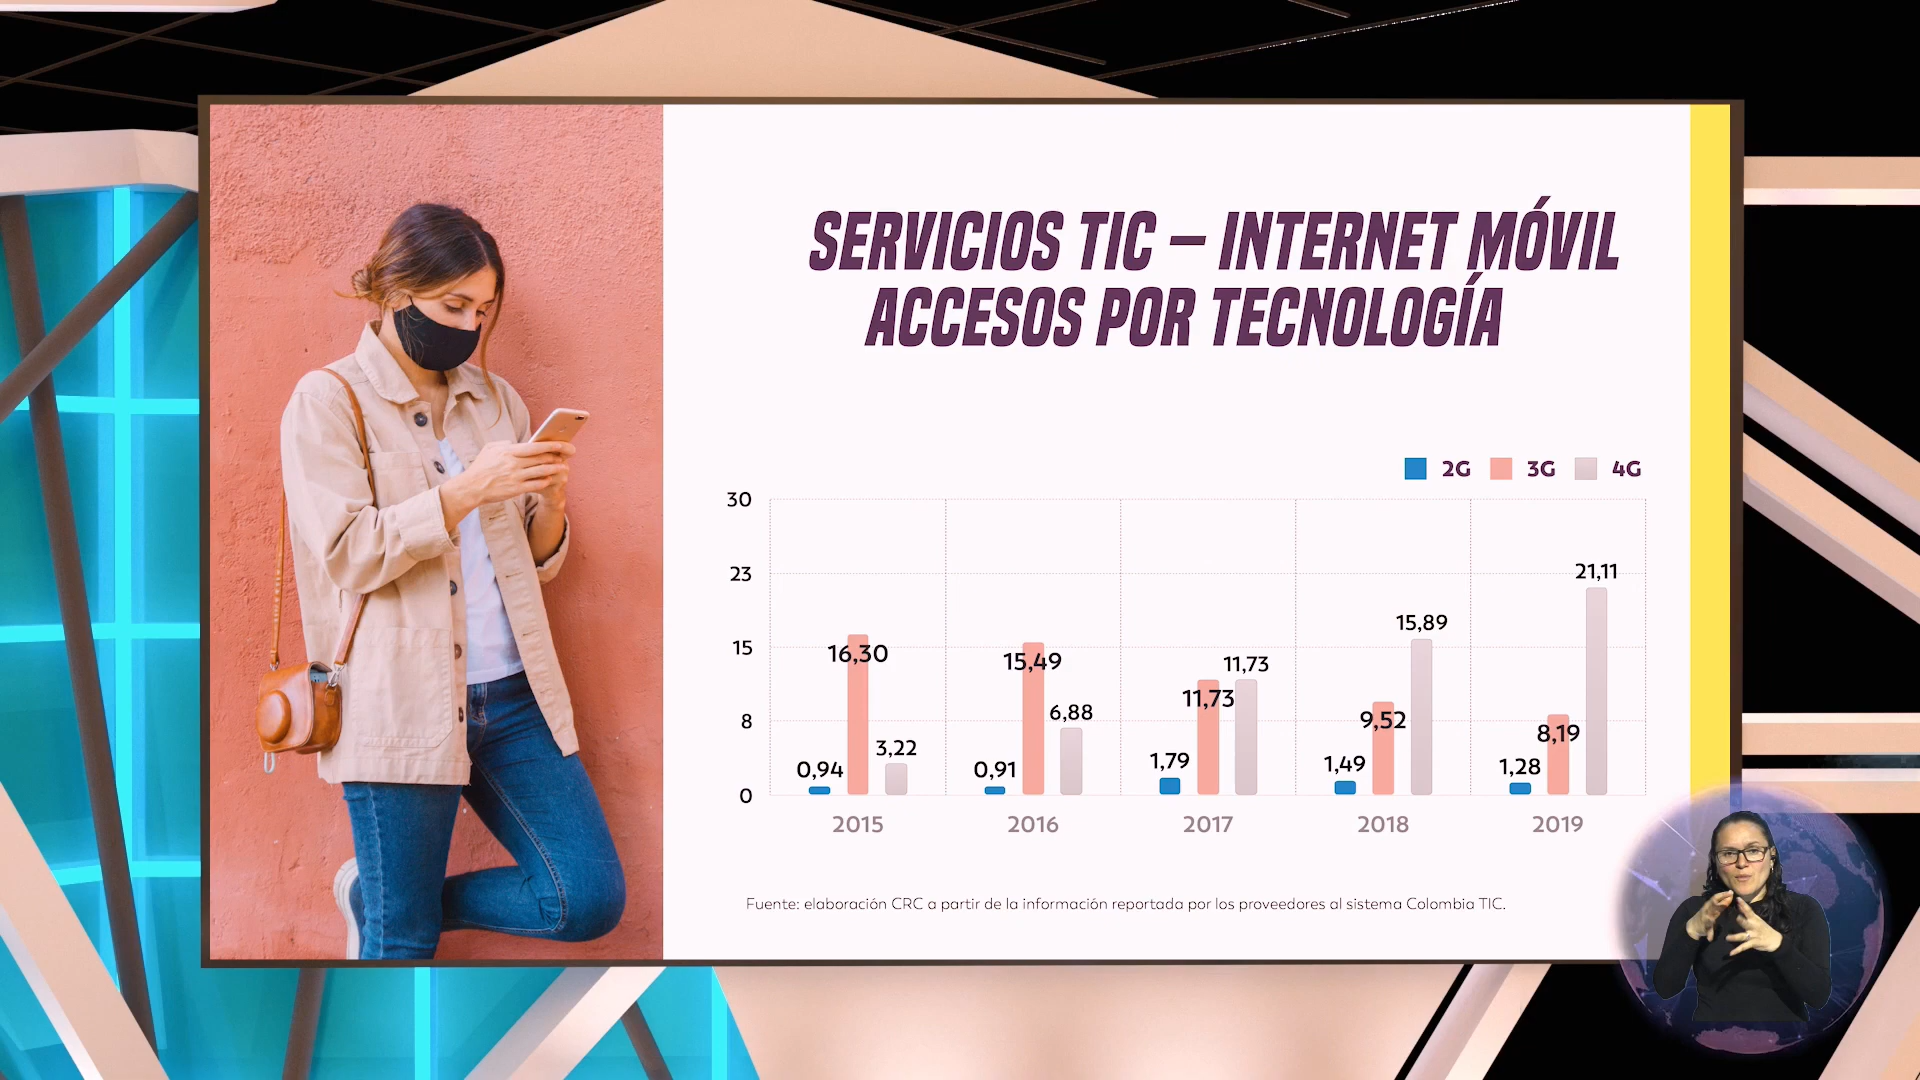 SERVICIOS TIC – INTERNET MÓVIL
ACCESOS POR TECNOLOGÍA
2G 3G 4G
30
23
15
8
0
0,94 16,30 3,22
0,91 15,49 6,88
1,79 11,73 11,73
1,49 9,52 15,89
1,28 8,19 21,11
2015 2016 2017 2018 2019
Fuente: elaboración CRC a partir de la información reportada por los proveedores al sistema Colombia TIC.